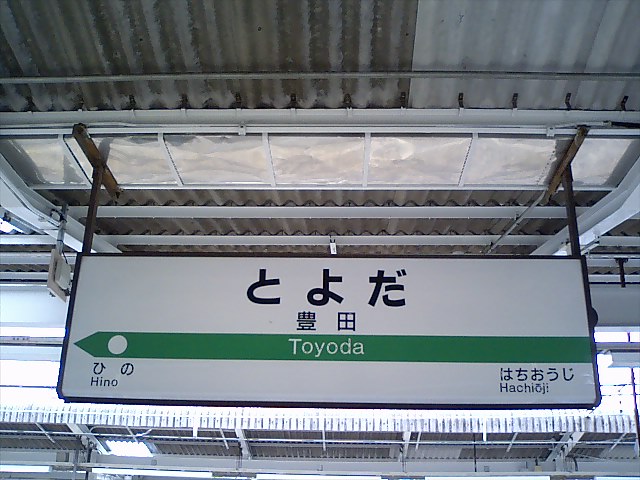 とよだ
豊田
Toyoda
ひの
Hino
はちおうじ
Hachiōji